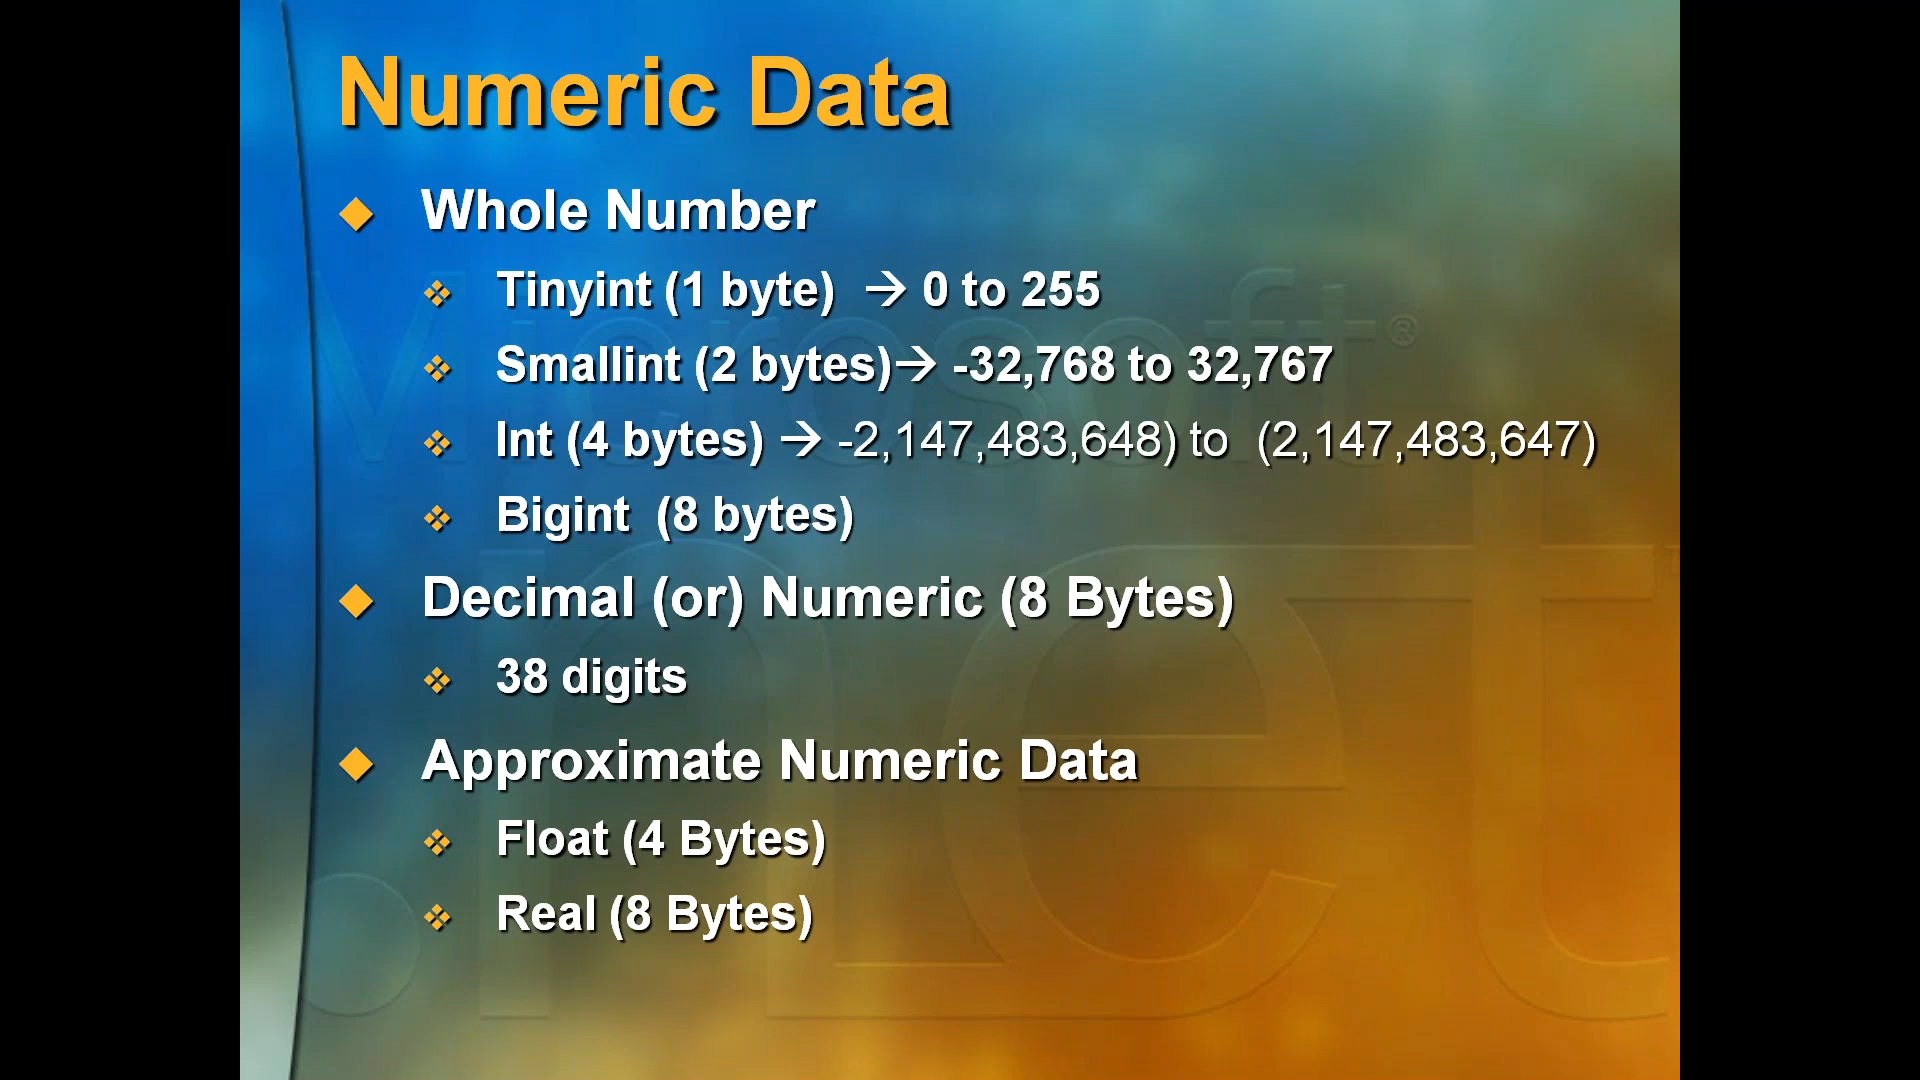 Numeric Data
Whole Number
Tinyint (1 byte) → 0 to 255
Smallint (2 bytes)→ -32,768 to 32,767
Int (4 bytes) → -2,147,483,648) to (2,147,483,647)
Bigint (8 bytes)
Decimal (or) Numeric (8 Bytes)
38 digits
Approximate Numeric Data
Float (4 Bytes)
Real (8 Bytes)
Microsoft®
.net